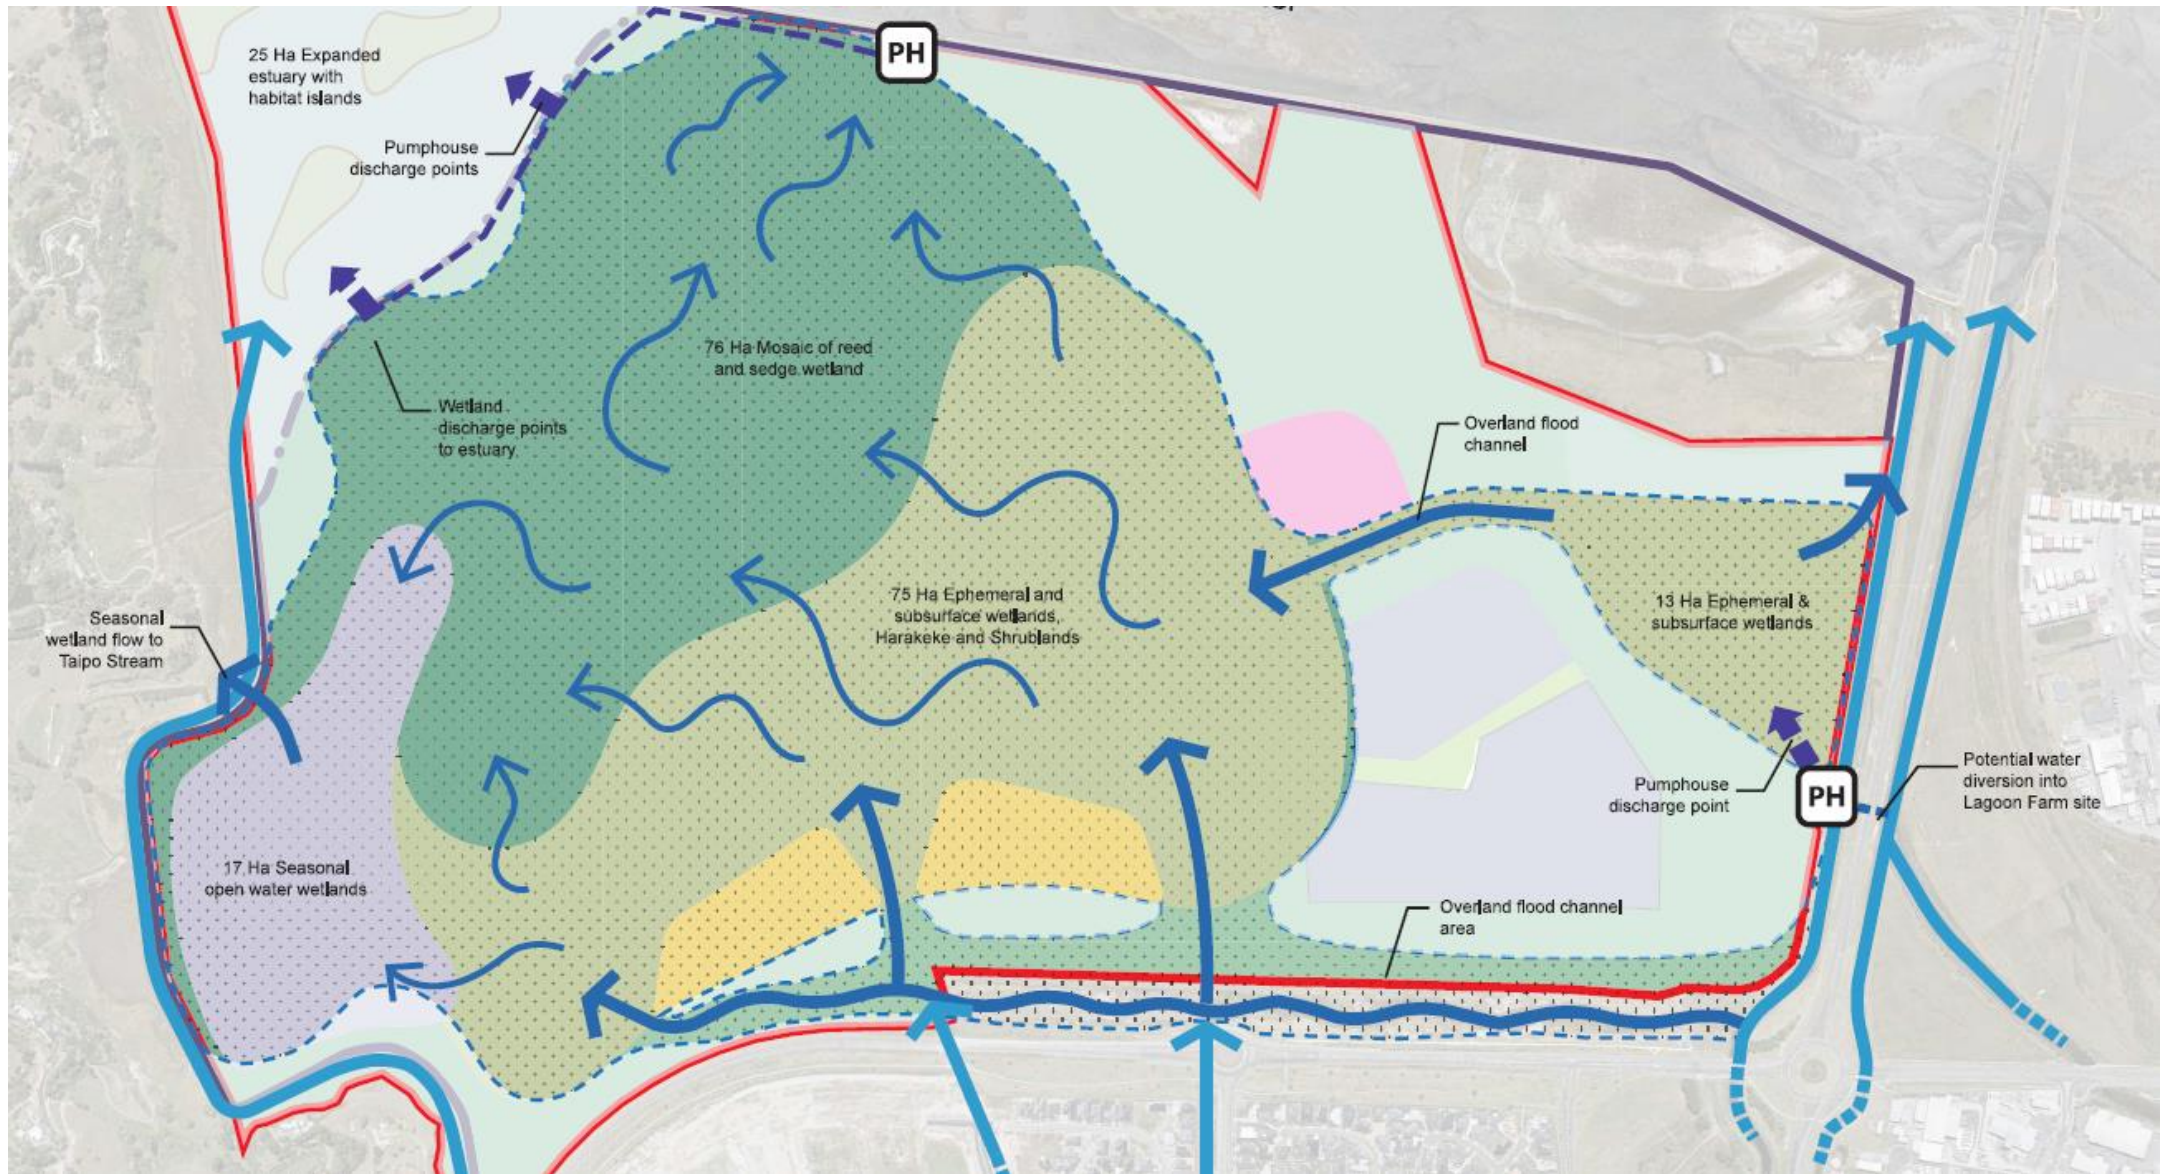 25 Ha Expanded
estuary with
habitat islands
PH
Pumphouse
discharge points
76 Ha Mosaic of reed
and sedge wetland
Wetland
discharge points
to estuary
Overland flood
channel
75 Ha Ephemeral and
subsurface wetlands,
Harakeke and Shrublands
13 Ha Ephemeral &
subsurface wetlands
Seasonal
wetland flow to
Taipo Stream
Pumphouse
discharge point
PH
Potential water
diversion into
Lagoon Farm site
17 Ha Seasonal
open water wetlands
Overland flood channel
area